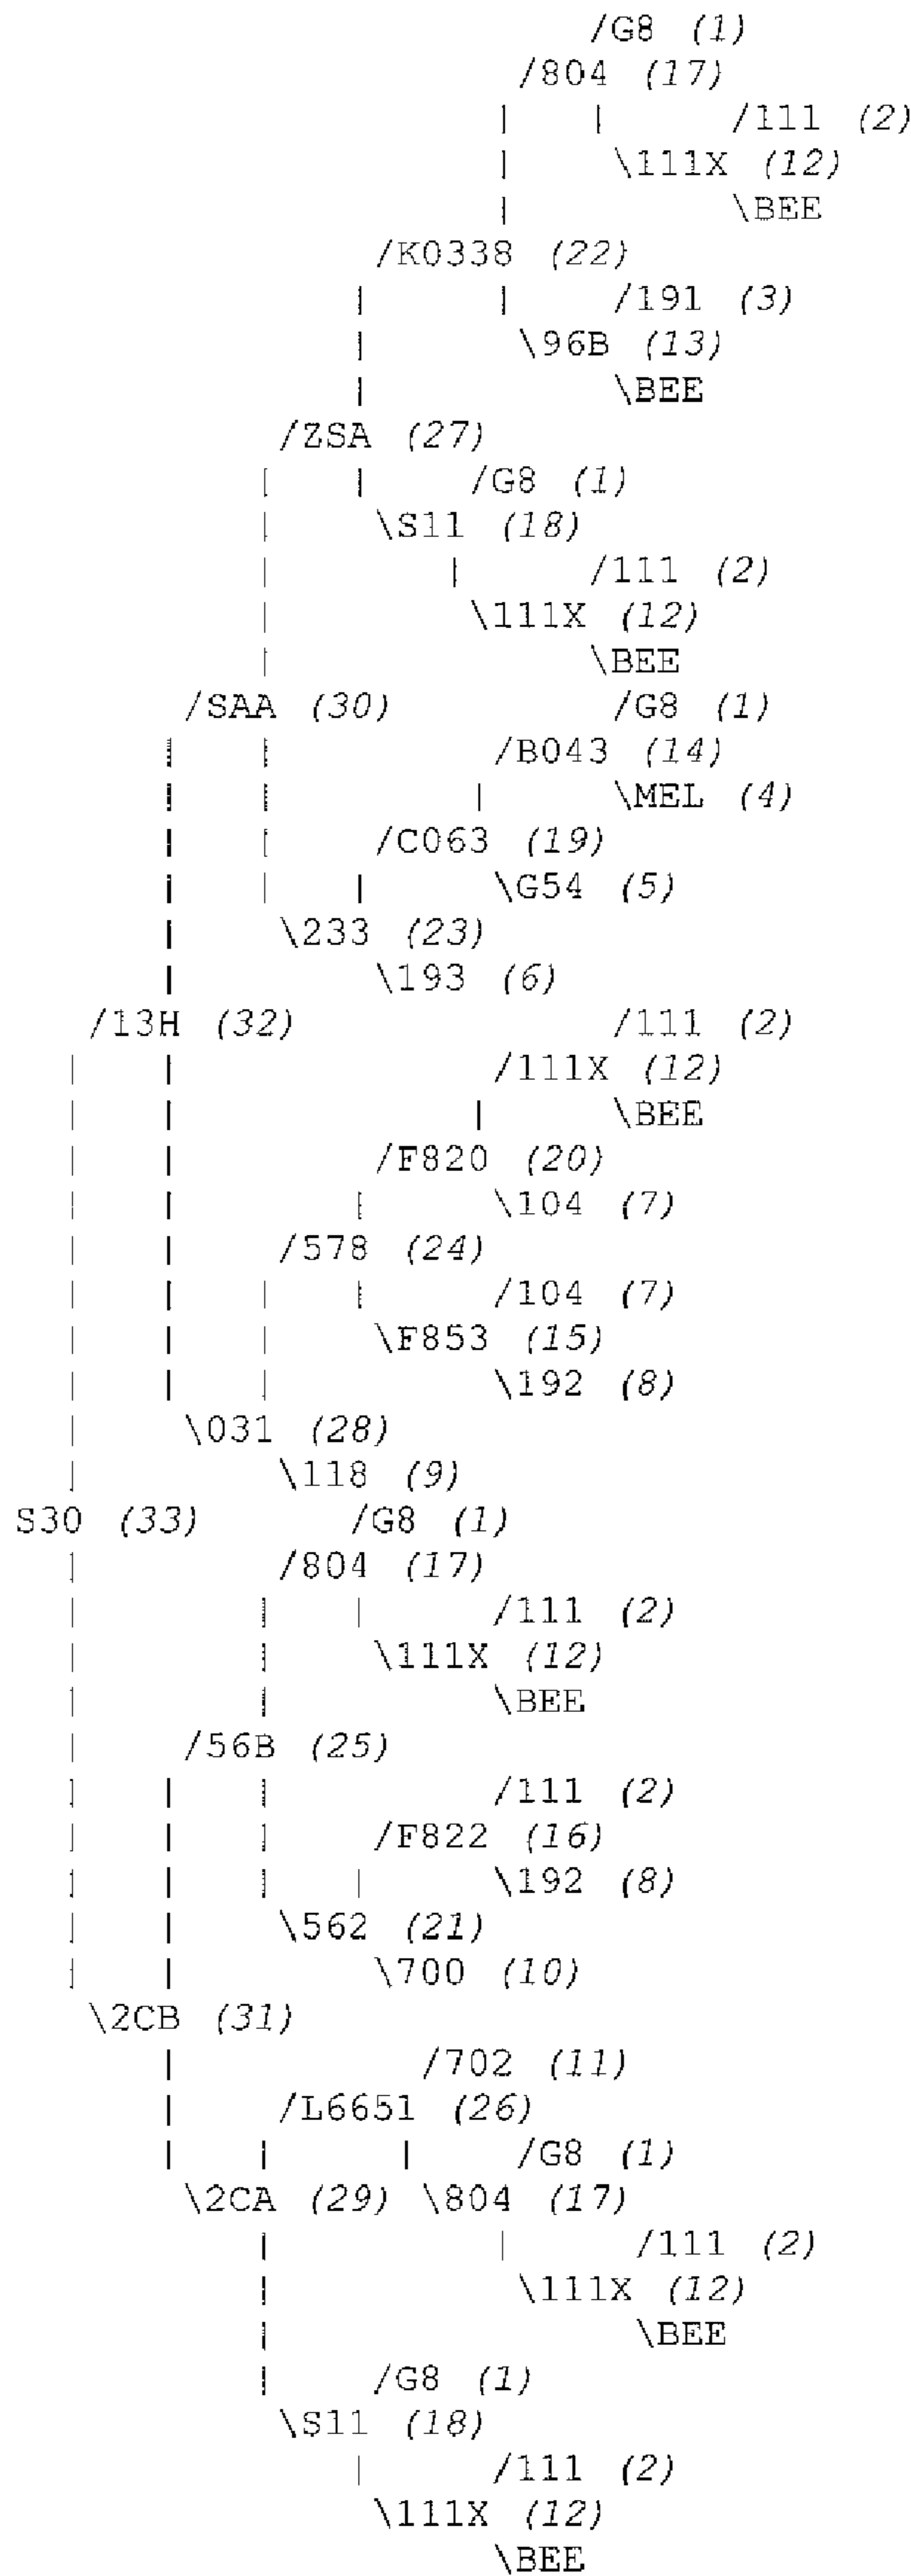 /G8 (1)
/804 (17)
| | /111 (2)
| \111X (12)
| \BEE
/K0338 (22)
| | /191 (3)
| \96B (13)
| \BEE
/ZSA (27)
| | /G8 (1)
| \S11 (18)
| | /111 (2)
| \111X (12)
| \BEE
/SAA (30) /G8 (1)
| | /B043 (14)
| | | \MEL (4)
| | /C063 (19)
| | | \G54 (5)
| \233 (23)
| \193 (6)
/13H (32) /111 (2)
| | /111X (12)
| | | \BEE
| | /F820 (20)
| | | \104 (7)
| | /578 (24)
| | | | /104 (7)
| | | \F853 (15)
| | | \192 (8)
| \031 (28)
| \118 (9)
S30 (33) /G8 (1)
| /804 (17)
| | | /111 (2)
| | \111X (12)
| | \BEE
| /56B (25)
| | | /111 (2)
| | | /F822 (16)
| | | | \192 (8)
| | \562 (21)
| | \700 (10)
\2CB (31)
| /702 (11)
| /L6651 (26)
| | | /G8 (1)
\2CA (29) \804 (17)
| | /111 (2)
| \111X (12)
| \BEE
| /G8 (1)
\S11 (18)
| /111 (2)
\111X (12)
\BEE